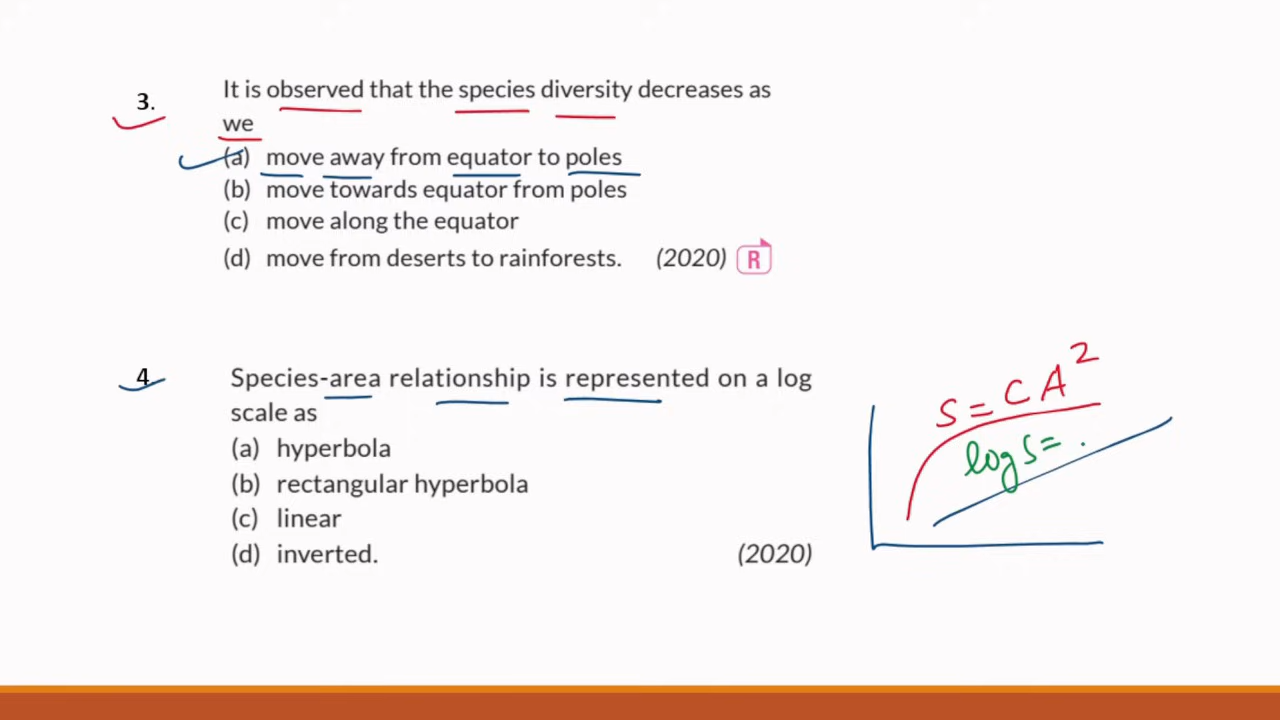 3. It is observed that the species diversity decreases as
we
(a) move away from equator to poles
(b) move towards equator from poles
(c) move along the equator
(d) move from deserts to rainforests. (2020) R
4 Species-area relationship is represented on a log
scale as
(a) hyperbola
(b) rectangular hyperbola
(c) linear
(d) inverted. (2020)
S = CA²
log S = .